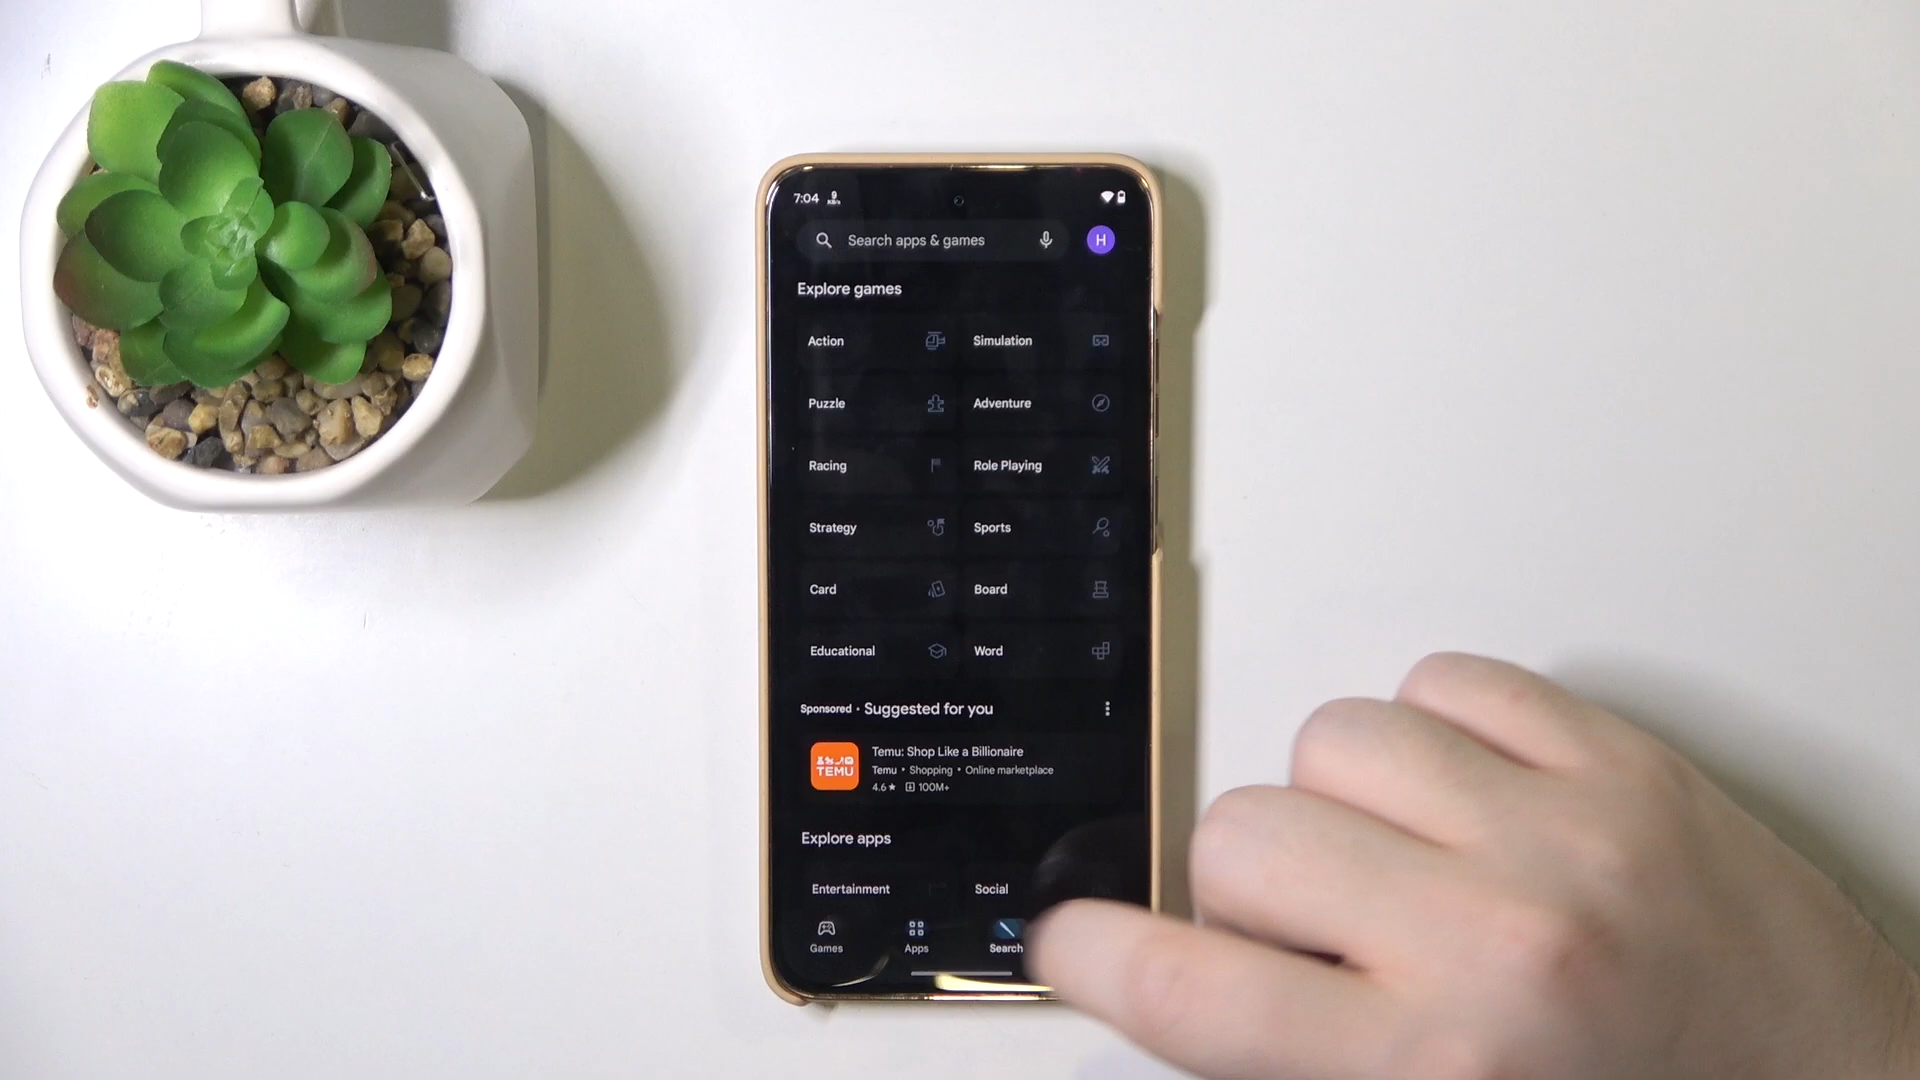 7:04 9 KB/s
Search apps & games H
Explore games
Action Simulation
Puzzle Adventure
Racing Role Playing
Strategy Sports
Card Board
Educational Word
Sponsored • Suggested for you
Temu: Shop Like a Billionaire
TEMU
Temu • Shopping • Online marketplace
4.6★ 100M+
Explore apps
Entertainment Social
Games Apps Search